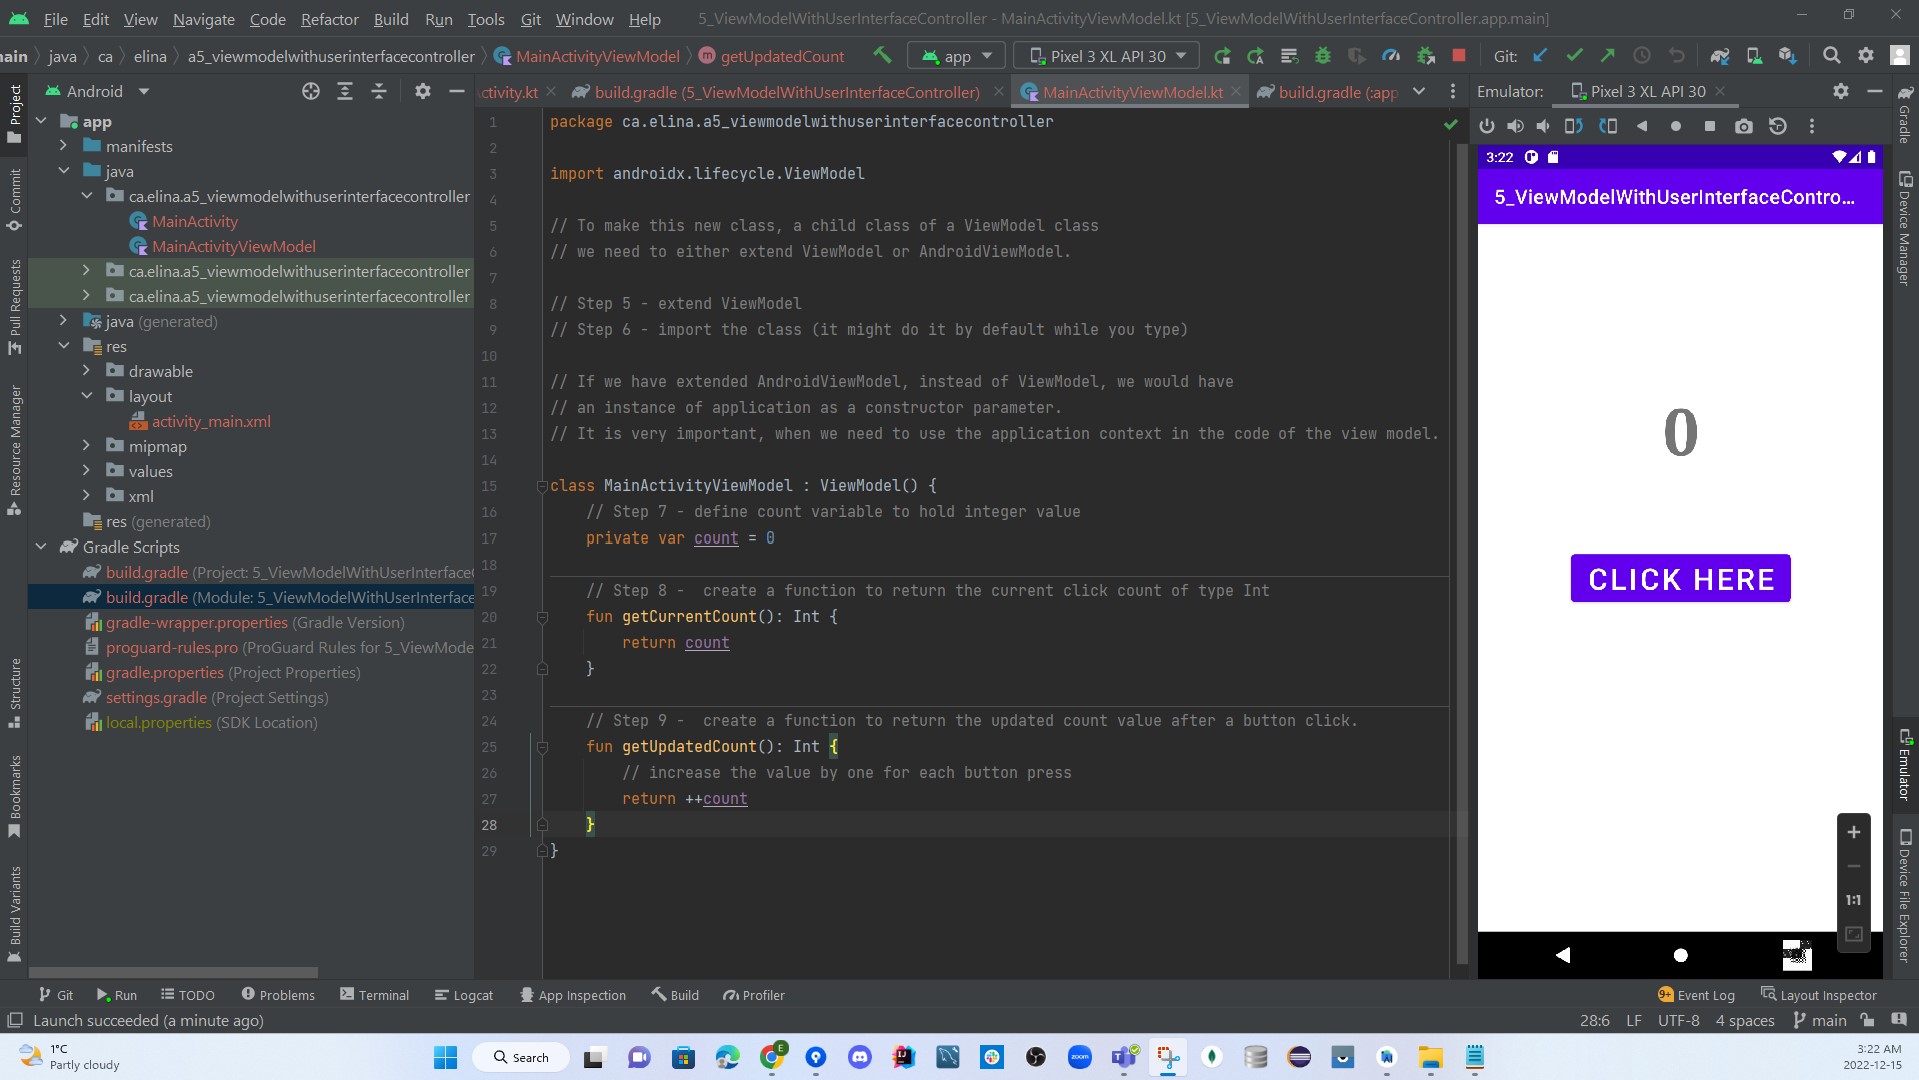 File Edit View Navigate Code Refactor Build Run Tools Git Window Help 5_ViewModelWithUserInterfaceController - MainActivityViewModel.kt [5_ViewModelWithUserInterfaceController.app.main]
java ca elina a5_viewmodelwithuserinterfacecontroller MainActivityViewModel getUpdatedCount app Pixel 3 XL API 30 Git:
Android
.kt build.gradle (5_ViewModelWithUserInterfaceController) MainActivityViewModel.kt build.gradle (:app Emulator: Pixel 3 XL API 30
Project
Commit
Pull Requests
Resource Manager
Structure
Bookmarks
Build Variants
app
manifests
java
ca.elina.a5_viewmodelwithuserinterfacecontroller
MainActivity
MainActivityViewModel
ca.elina.a5_viewmodelwithuserinterfacecontroller
ca.elina.a5_viewmodelwithuserinterfacecontroller
java (generated)
res
drawable
layout
activity_main.xml
mipmap
values
xml
res (generated)
Gradle Scripts
build.gradle (Project: 5_ViewModelWithUserInterface
build.gradle (Module: 5_ViewModelWithUserInterface
gradle-wrapper.properties (Gradle Version)
proguard-rules.pro (ProGuard Rules for 5_ViewMode
gradle.properties (Project Properties)
settings.gradle (Project Settings)
local.properties (SDK Location)
1 package ca.elina.a5_viewmodelwithuserinterfacecontroller
2
3 import androidx.lifecycle.ViewModel
4
5 // To make this new class, a child class of a ViewModel class
6 // we need to either extend ViewModel or AndroidViewModel.
7
8 // Step 5 - extend ViewModel
9 // Step 6 - import the class (it might do it by default while you type)
10
11 // If we have extended AndroidViewModel, instead of ViewModel, we would have
12 // an instance of application as a constructor parameter.
13 // It is very important, when we need to use the application context in the code of the view model.
14
15 class MainActivityViewModel : ViewModel() {
16 // Step 7 - define count variable to hold integer value
17 private var count = 0
18
19 // Step 8 -  create a function to return the current click count of type Int
20 fun getCurrentCount(): Int {
21 return count
22 }
23
24 // Step 9 -  create a function to return the updated count value after a button click.
25 fun getUpdatedCount(): Int {
26 // increase the value by one for each button press
27 return ++count
28 }
29 }
3:22
5_ViewModelWithUserInterfaceContro...
0
CLICK HERE
1:1
Gradle
Device Manager
Emulator
Device File Explorer
Git Run TODO Problems Terminal Logcat App Inspection Build Profiler 9+ Event Log Layout Inspector
Launch succeeded (a minute ago) 28:6 LF UTF-8 4 spaces main
1°C
Partly cloudy
Search
E
zoom
3:22 AM
2022-12-15